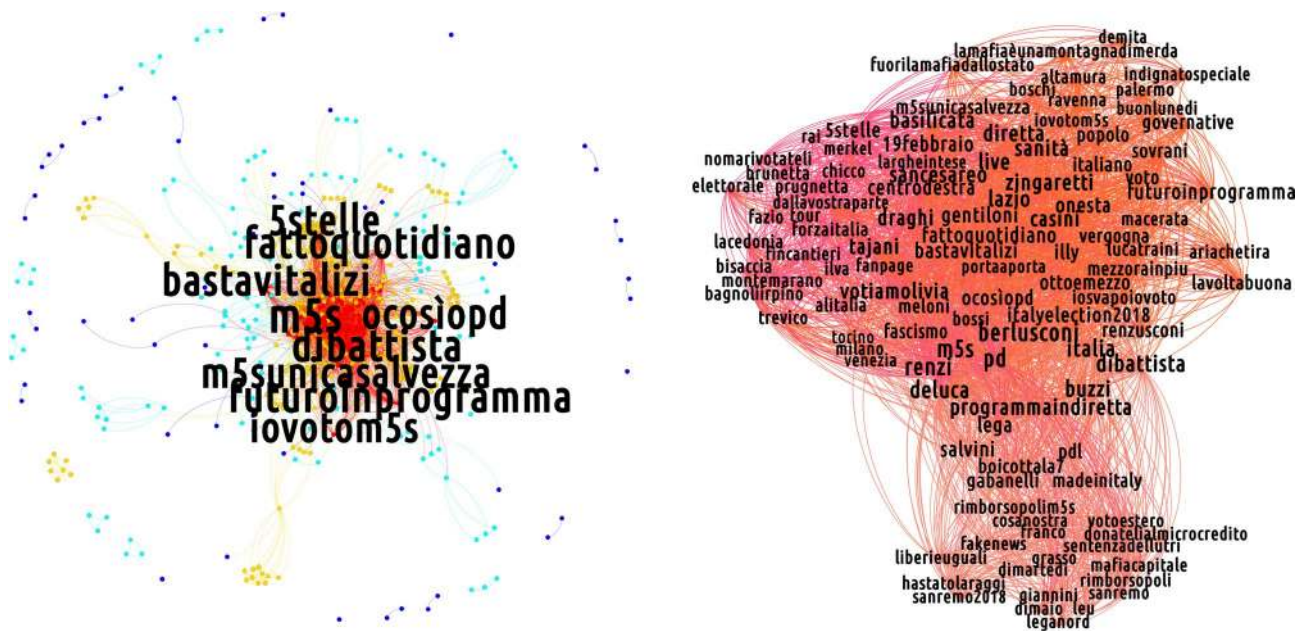 5stelle
fattoquotidiano
bastavitalizi
m5s ocosìopd
dibattista
m5sunicasalvezza
futuroinprogramma
iovotom5s
demita
lamafiaèunamontagnadimerda
fuorilamafiadallostato
altamura indignatospeciale
boschi palermo
m5sunicasalvezza ravenna buonlunedi
basilicata iovotom5s governative
rai 5stelle 19febbraio diretta popolo
merkel sanità sovrani
nomarivotateli largheintese live italiano
brunetta chicco sancesareo voto
elettorale prugnetta centrodestra zingaretti futuroinprogramma
dallavostraparte lazio onesta
fazio tour draghi gentiloni casini macerata
forzaitalia fattoquotidiano vergogna
lacedonia tajani bastavitalizi illy lucatraini ariachetira
fincantieri
bisaccia ilva fanpage portaaporta mezzorainpiu
montemarano ottoemezzo lavoltabuona
bagnoliirpino votiamolivia ocosìopd iosvapoivoto
alitalia meloni
trevico bossi italyelection2018
fascismo berlusconi renzusconi
torino
milano m5s italia
venezia renzi pd dibattista
deluca buzzi
programmaindiretta
lega
salvini pdl
boicottala7
gabanelli madeinitaly
rimborsopolim5s
cosanostra votoestero
franco donatelialmicrocredito
fakenews sentenzadellutri
liberieuguali grasso
dimartedì mafiacapitale
hastatolaraggi rimborsopoli
sanremo2018 giannini sanremo
dimaio leu
leganord